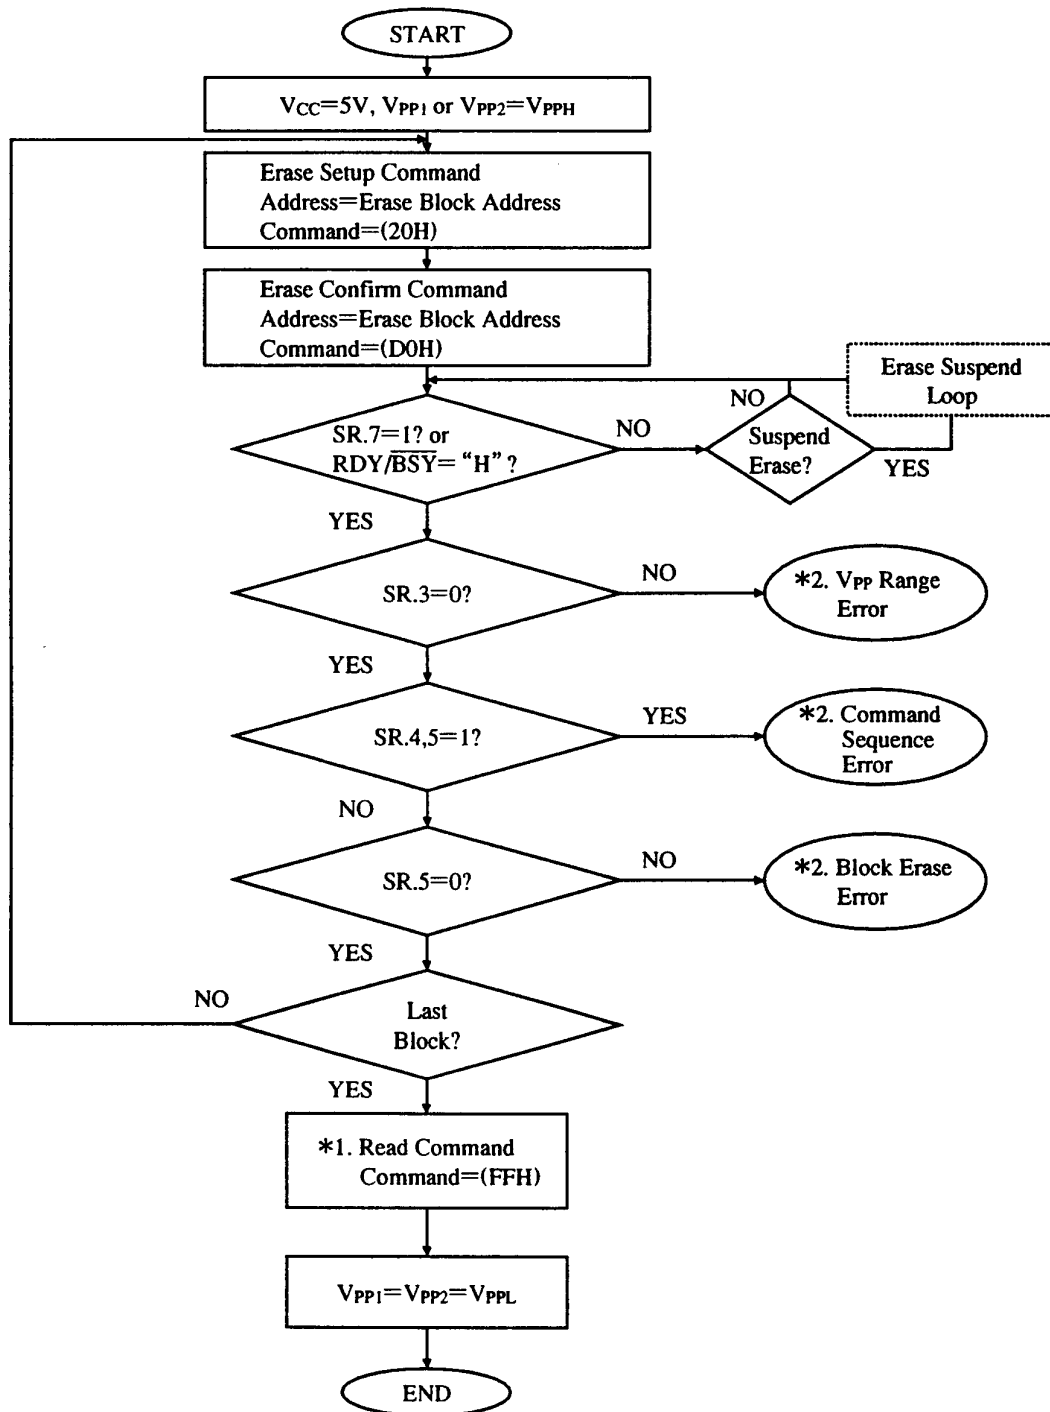 START
VCC=5V, VPP1 or VPP2=VPPH
Erase Setup Command
Address=Erase Block Address
Command=(20H)
Erase Confirm Command
Address=Erase Block Address
Command=(D0H)
Erase Suspend
Loop
NO
SR.7=1? or
RDY/BSY= “H” ?
NO
Suspend
Erase?
YES
YES
SR.3=0?
NO
*2. VPP Range
Error
YES
SR.4,5=1?
YES
*2. Command
Sequence
Error
NO
SR.5=0?
NO
*2. Block Erase
Error
YES
NO
Last
Block?
YES
*1. Read Command
Command=(FFH)
VPP1=VPP2=VPPL
END